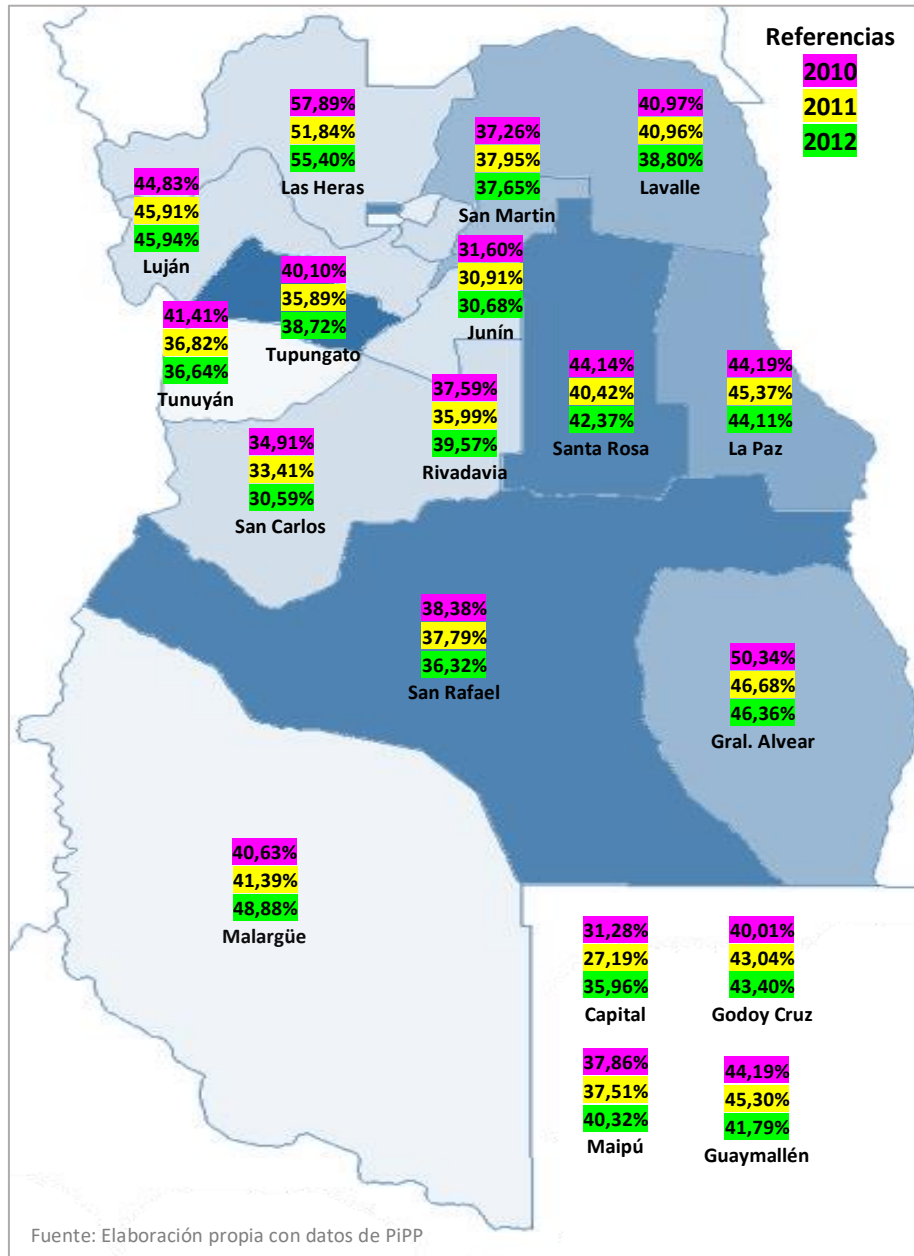 Referencias
2010
2011
2012
57,89%
51,84%
55,40%
Las Heras
37,26%
37,95%
37,65%
San Martin
40,97%
40,96%
38,80%
Lavalle
44,83%
45,91%
45,94%
Luján
40,10%
35,89%
38,72%
Tupungato
31,60%
30,91%
30,68%
Junín
41,41%
36,82%
36,64%
Tunuyán
37,59%
35,99%
39,57%
Rivadavia
44,14%
40,42%
42,37%
Santa Rosa
44,19%
45,37%
44,11%
La Paz
34,91%
33,41%
30,59%
San Carlos
38,38%
37,79%
36,32%
San Rafael
50,34%
46,68%
46,36%
Gral. Alvear
40,63%
41,39%
48,88%
Malargüe
31,28%
27,19%
35,96%
Capital
40,01%
43,04%
43,40%
Godoy Cruz
37,86%
37,51%
40,32%
Maipú
44,19%
45,30%
41,79%
Guaymallén
Fuente: Elaboración propia con datos de PiPP